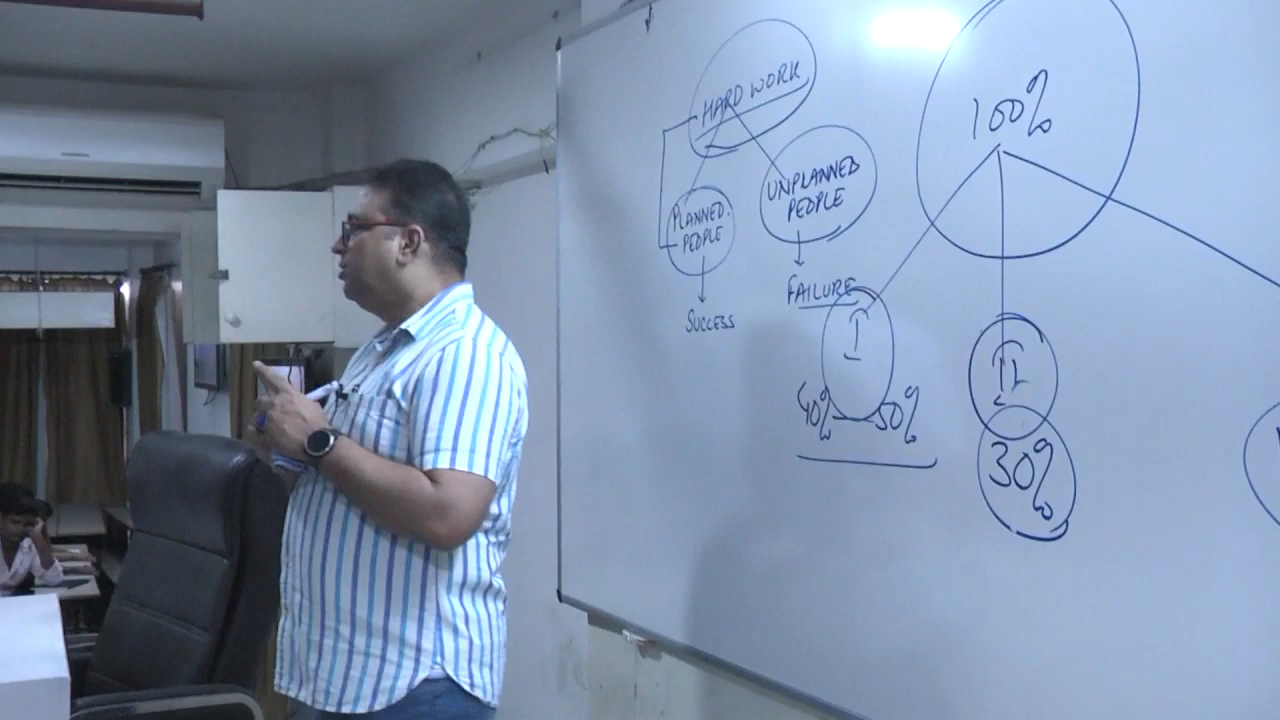 HARD WORK
PLANNED.
PEOPLE
SUCCESS
UNPLANNED
PEOPLE
FAILURE
100%
I
40%-50%
II
30%